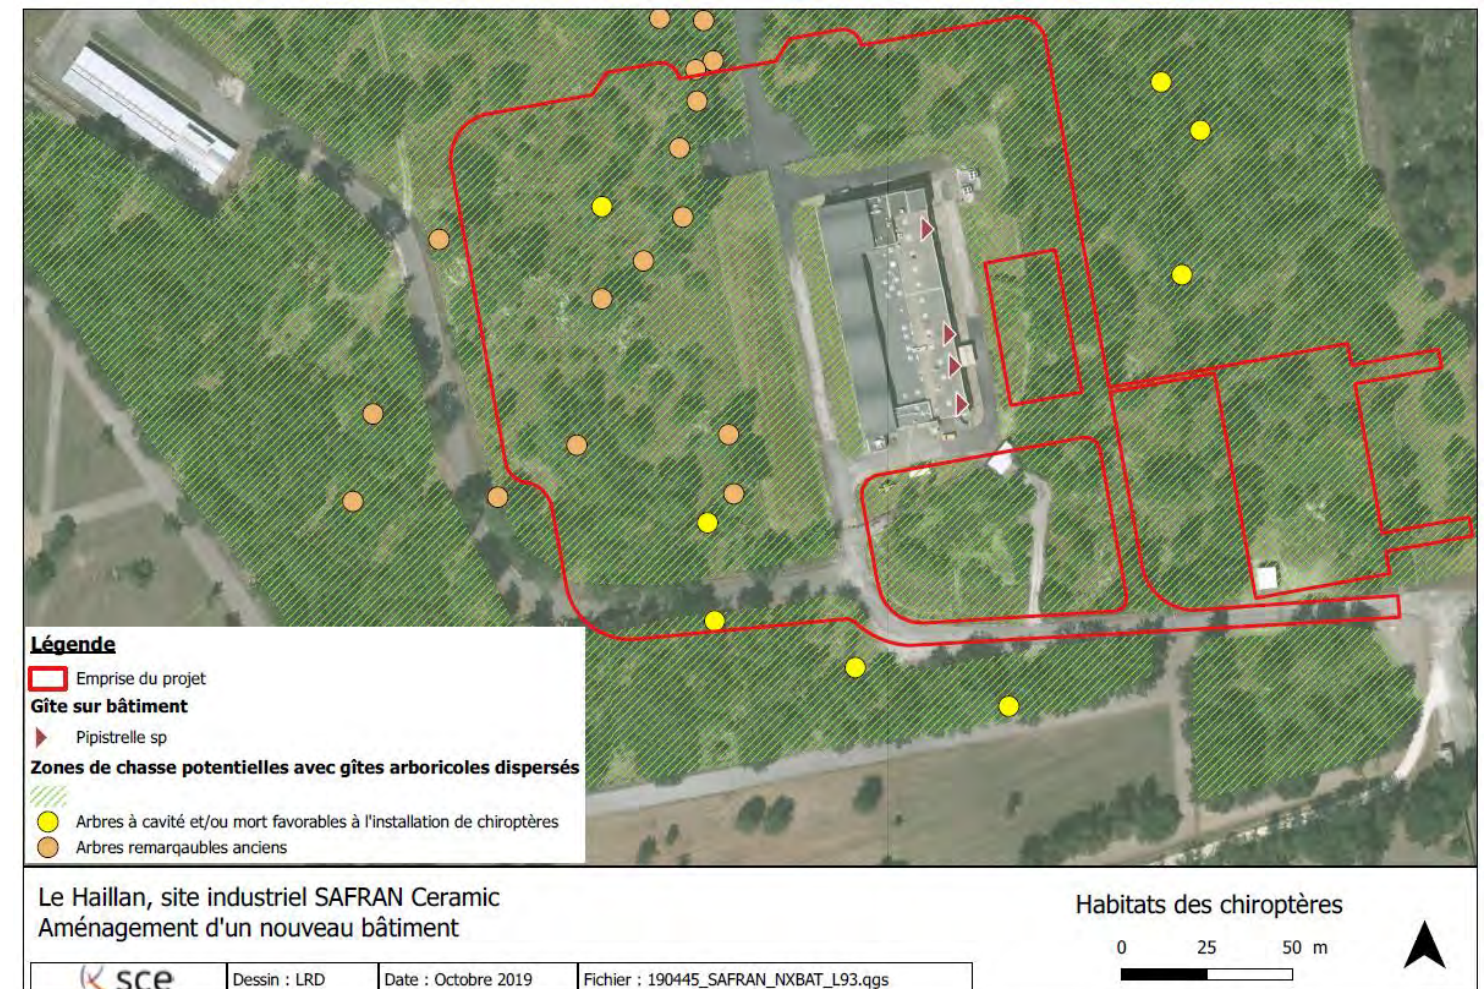 Légende
Emprise du projet
Gîte sur bâtiment
Pipistrelle sp
Zones de chasse potentielles avec gîtes arboricoles dispersés
Arbres à cavité et/ou mort favorables à l'installation de chiroptères
Arbres remarqaubles anciens
Le Haillan, site industriel SAFRAN Ceramic
Aménagement d'un nouveau bâtiment
Habitats des chiroptères
0 25 50 m
sce
Dessin : LRD
Date : Octobre 2019
Fichier : 190445_SAFRAN_NXBAT_L93.qgs